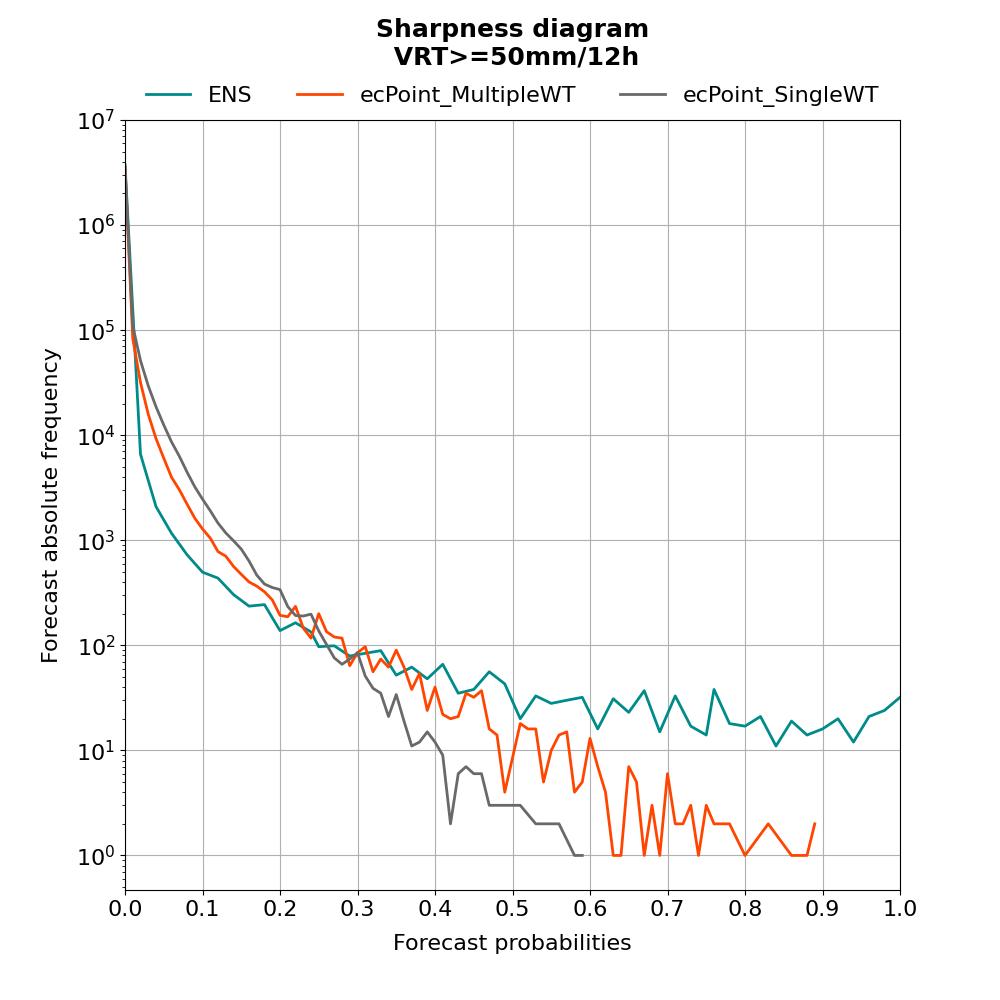 Sharpness diagram
VRT>=50mm/12h
ENS ecPoint_MultipleWT ecPoint_SingleWT
10^7
10^6
10^5
10^4
10^3
10^2
10^1
10^0
Forecast absolute frequency
0.0 0.1 0.2 0.3 0.4 0.5 0.6 0.7 0.8 0.9 1.0
Forecast probabilities